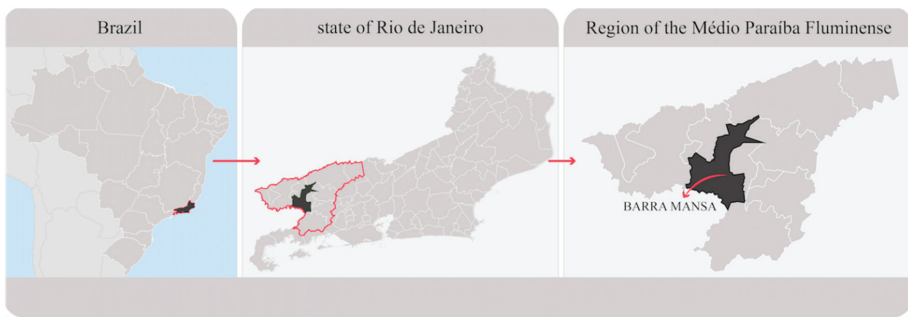 Brazil
state of Rio de Janeiro
Region of the Médio Paraíba Fluminense
BARRA MANSA